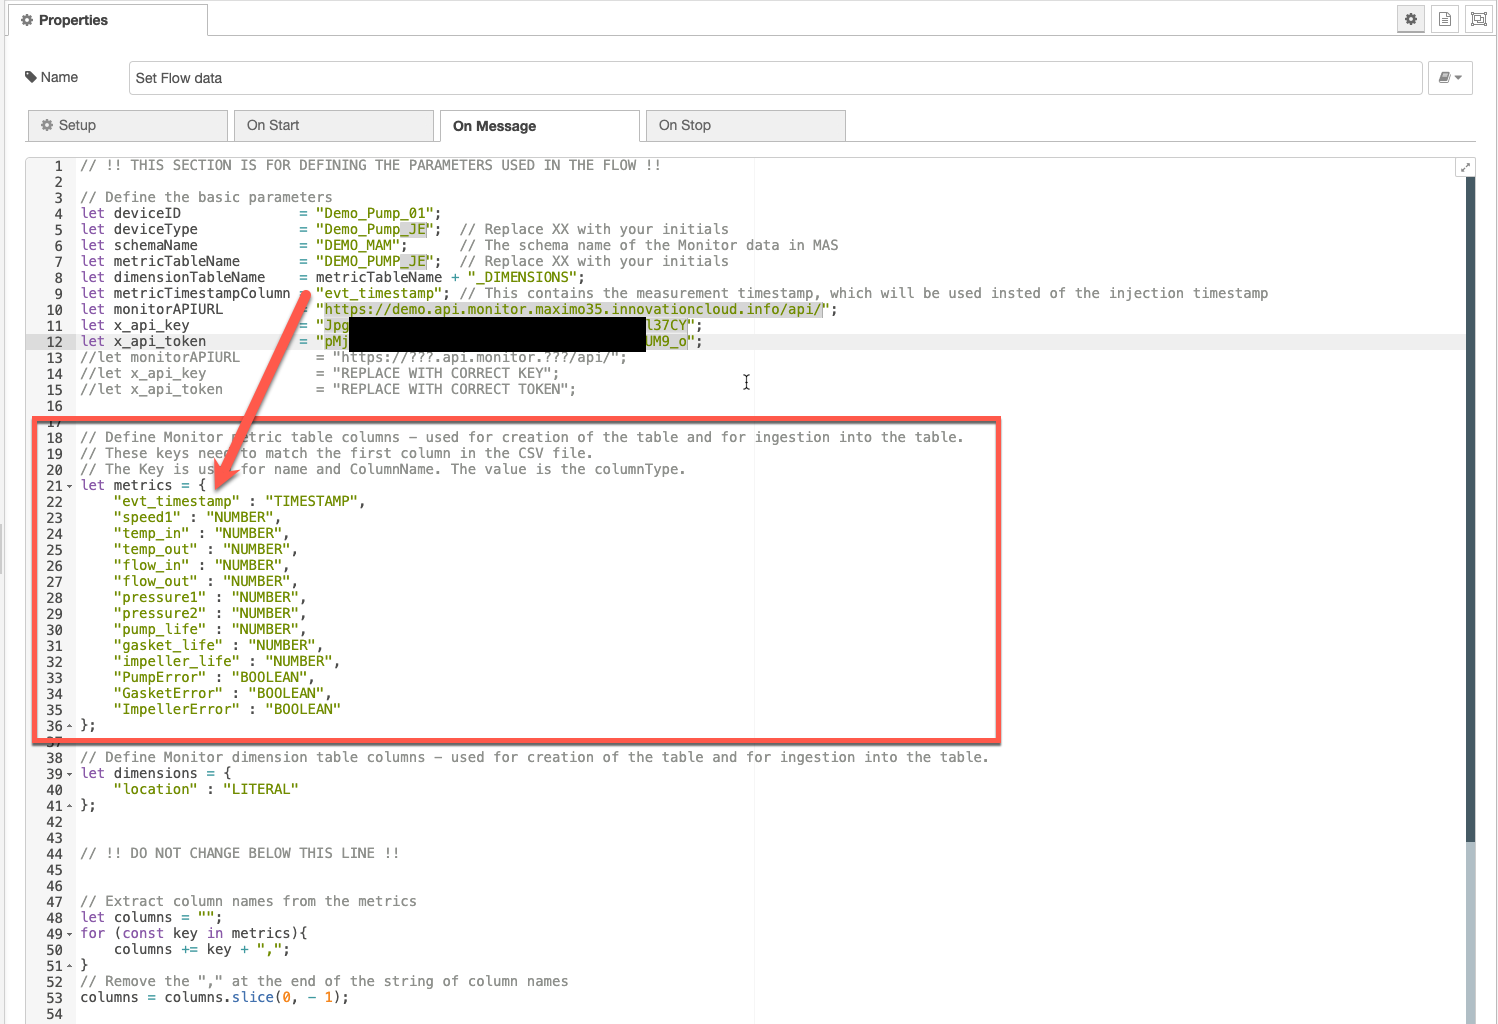 Properties
Name
Set Flow data
Setup
On Start
On Message
On Stop
1 // !! THIS SECTION IS FOR DEFINING THE PARAMETERS USED IN THE FLOW !!
2
3 // Define the basic parameters
4 let deviceID = "Demo_Pump_01";
5 let deviceType = "Demo_Pump_JE"; // Replace XX with your initials
6 let schemaName = "DEMO_MAM"; // The schema name of the Monitor data in MAS
7 let metricTableName = "DEMO_PUMP_JE"; // Replace XX with your initials
8 let dimensionTableName = metricTableName + "_DIMENSIONS";
9 let metricTimestampColumn = "evt_timestamp"; // This contains the measurement timestamp, which will be used insted of the injection timestamp
10 let monitorAPIURL = "https://demo.api.monitor.maximo35.innovationcloud.info/api/";
11 let x_api_key = "Jpg l37CY";
12 let x_api_token = "pMj UM9_o";
13 //let monitorAPIURL = "https://???.api.monitor.???/api/";
14 //let x_api_key = "REPLACE WITH CORRECT KEY";
15 //let x_api_token = "REPLACE WITH CORRECT TOKEN";
16
17
18 // Define Monitor metric table columns – used for creation of the table and for ingestion into the table.
19 // These keys need to match the first column in the CSV file.
20 // The Key is used for name and ColumnName. The value is the columnType.
21 let metrics = {
22 "evt_timestamp" : "TIMESTAMP",
23 "speed1" : "NUMBER",
24 "temp_in" : "NUMBER",
25 "temp_out" : "NUMBER",
26 "flow_in" : "NUMBER",
27 "flow_out" : "NUMBER",
28 "pressure1" : "NUMBER",
29 "pressure2" : "NUMBER",
30 "pump_life" : "NUMBER",
31 "gasket_life" : "NUMBER",
32 "impeller_life" : "NUMBER",
33 "PumpError" : "BOOLEAN",
34 "GasketError" : "BOOLEAN",
35 "ImpellerError" : "BOOLEAN"
36 };
37
38 // Define Monitor dimension table columns – used for creation of the table and for ingestion into the table.
39 let dimensions = {
40 "location" : "LITERAL"
41 };
42
43
44 // !! DO NOT CHANGE BELOW THIS LINE !!
45
46
47 // Extract column names from the metrics
48 let columns = "";
49 for (const key in metrics){
50 columns += key + ",";
51 }
52 // Remove the "," at the end of the string of column names
53 columns = columns.slice(0, - 1);
54